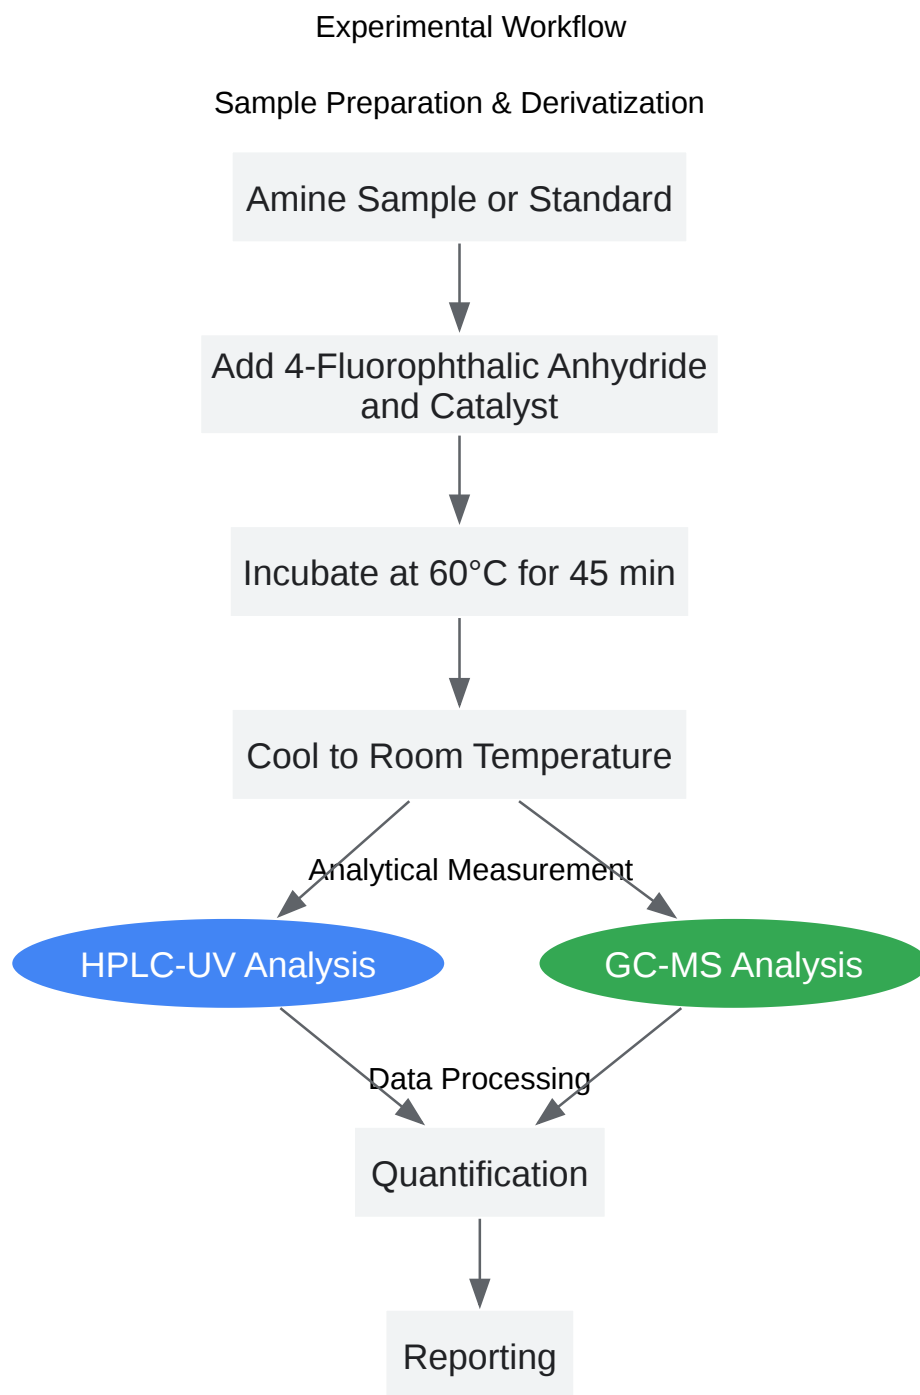 Experimental Workflow
Sample Preparation & Derivatization
Amine Sample or Standard
Add 4-Fluorophthalic Anhydride
and Catalyst
Incubate at 60°C for 45 min
Cool to Room Temperature
Analytical Measurement
HPLC-UV Analysis
GC-MS Analysis
Data Processing
Quantification
Reporting